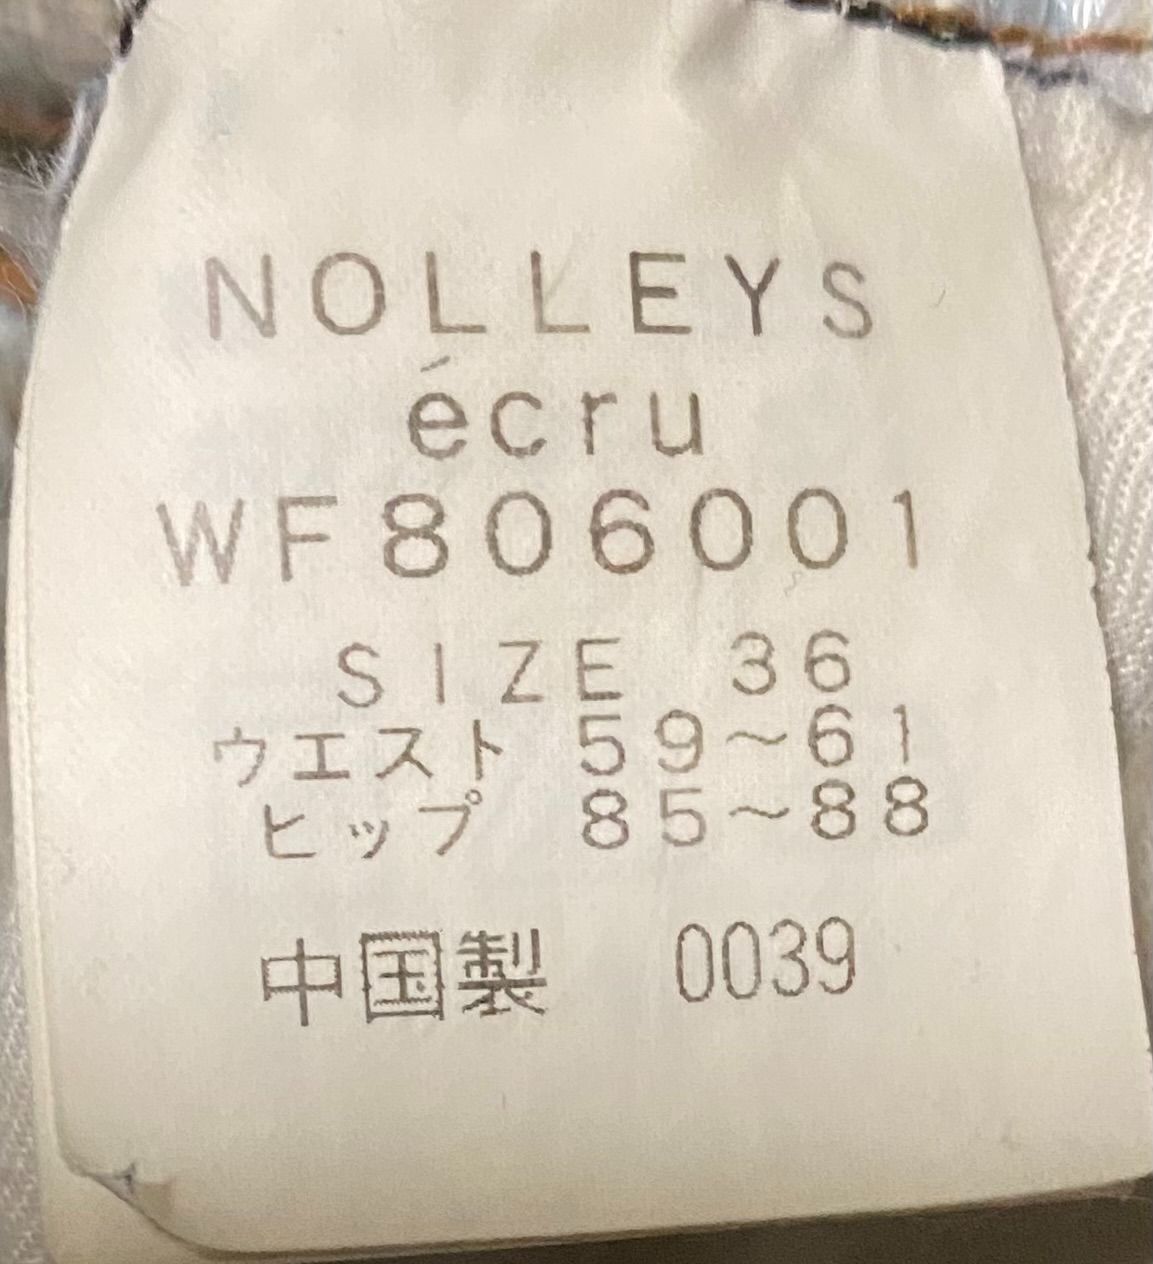 NOLLEYS
écru
WF806001
SIZE 36
ウエスト 59~61
ヒップ 85~88
中国製 0039